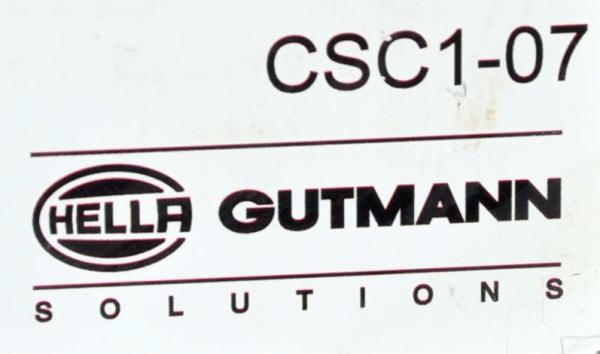 CSC1-07
HELLA GUTMANN
SOLUTIONS